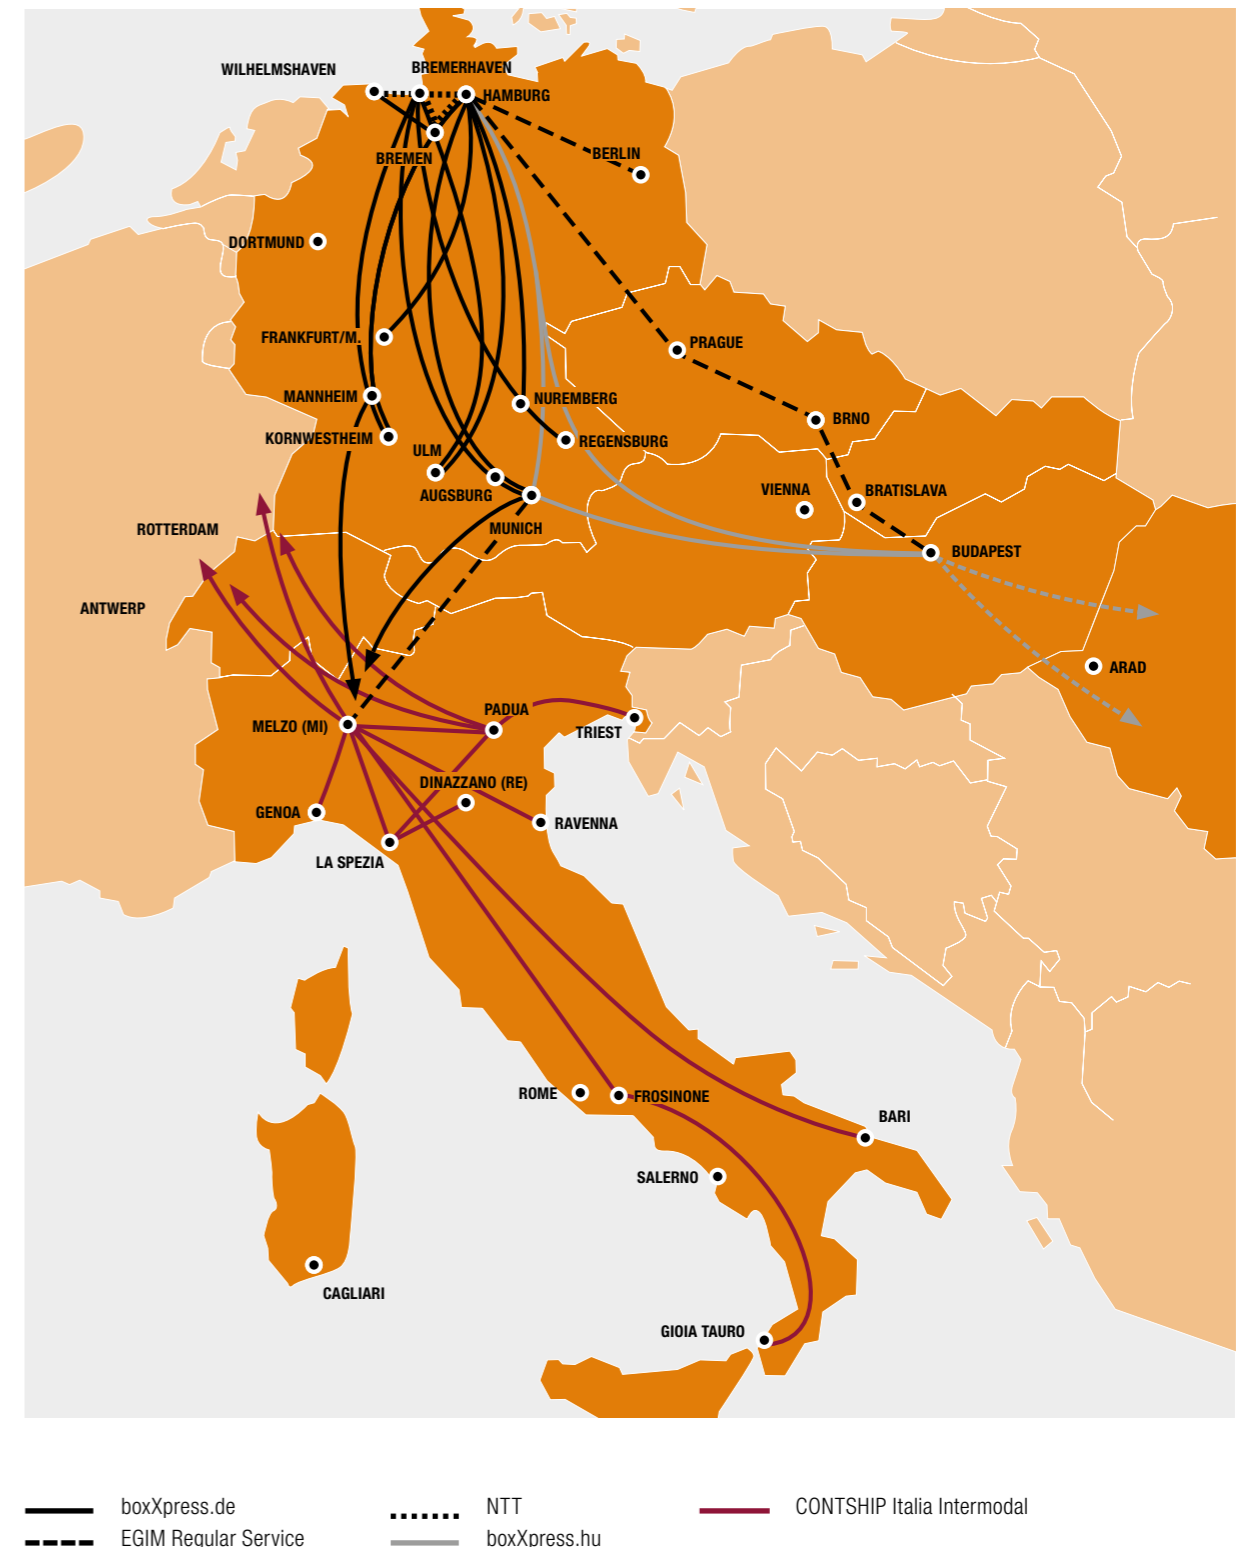 WILHELMSHAVEN
BREMERHAVEN
HAMBURG
BREMEN
BERLIN
DORTMUND
FRANKFURT/M.
PRAGUE
MANNHEIM
NUREMBERG
BRNO
KORNWESTHEIM
REGENSBURG
ULM
AUGSBURG
VIENNA
BRATISLAVA
MUNICH
ROTTERDAM
BUDAPEST
ANTWERP
ARAD
PADUA
MELZO (MI)
TRIEST
DINAZZANO (RE)
GENOA
RAVENNA
LA SPEZIA
ROME
FROSINONE
BARI
SALERNO
CAGLIARI
GIOIA TAURO
boxXpress.de
NTT
CONTSHIP Italia Intermodal
EGIM Regular Service
boxXpress.hu